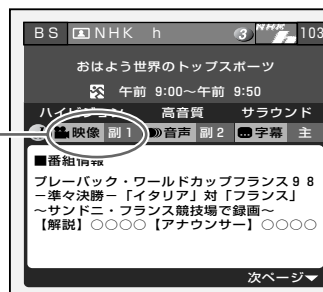 BS NHK h 3 NHK h 103
おはよう世界のトップスポーツ
午前 9:00~午前 9:50
ハイビジョン 高音質 サラウンド
映像 副1 音声 副2 字幕 主
■番組情報
プレーバック・ワールドカップフランス98
−準々決勝−「イタリア」対「フランス」
~サンドニ・フランス競技場で録画~
【解説】○○○○【アナウンサー】○○○○
次ページ▼